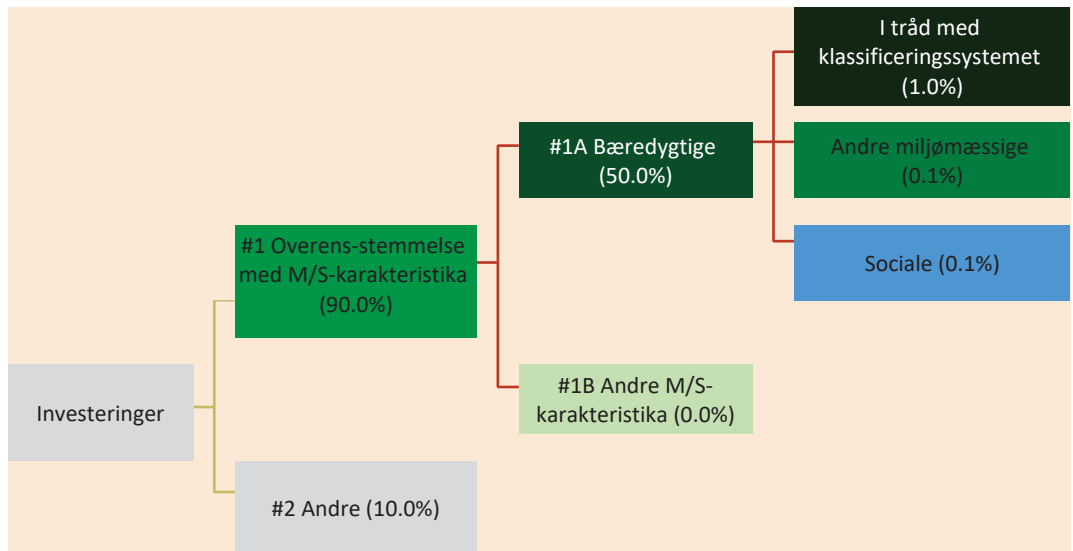 I tråd med
klassificeringssystemet
(1.0%)
#1A Bæredygtige
(50.0%)
Andre miljømæssige
(0.1%)
#1 Overens-stemmelse
med M/S-karakteristika
(90.0%)
Sociale (0.1%)
#1B Andre M/S-
karakteristika (0.0%)
Investeringer
#2 Andre (10.0%)